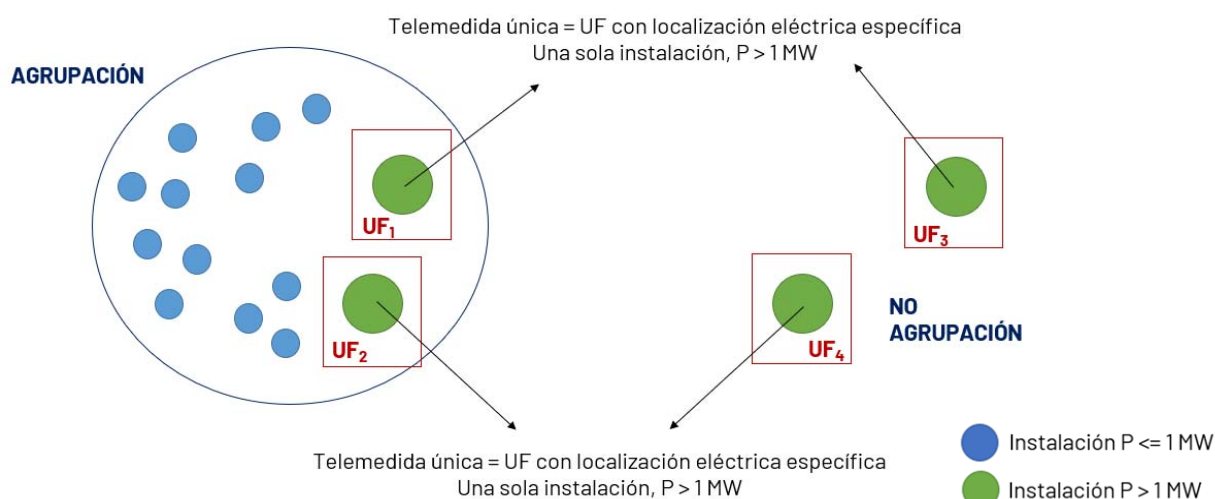 Telemedida única = UF con localización eléctrica específica
Una sola instalación, P > 1 MW
AGRUPACIÓN
UF₁
UF₃
UF₂
UF₄
NO
AGRUPACIÓN
Telemedida única = UF con localización eléctrica específica
Una sola instalación, P > 1 MW
Instalación P <= 1 MW
Instalación P > 1 MW